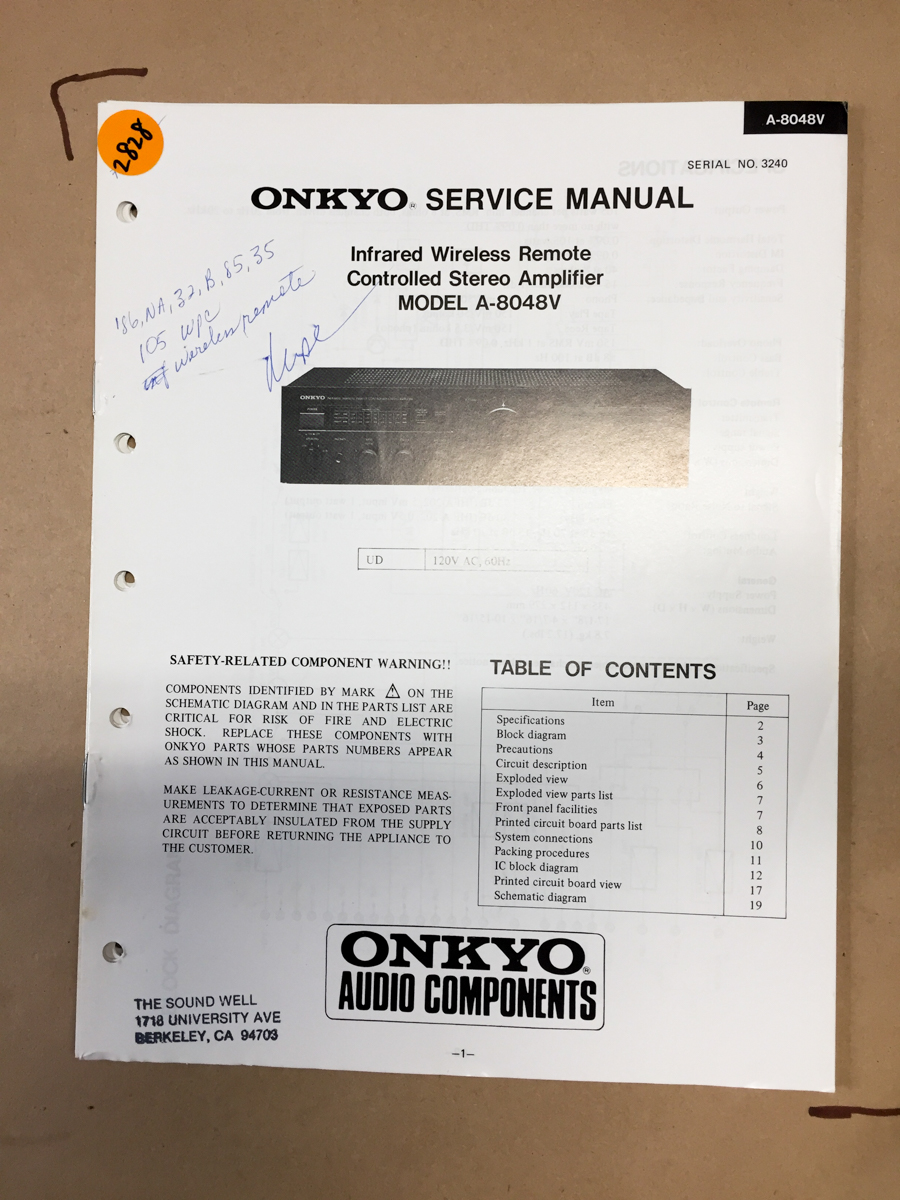 A-8048V
2828
SERIAL NO. 3240
ONKYO® SERVICE MANUAL
Infrared Wireless Remote
Controlled Stereo Amplifier
MODEL A-8048V
'86, NA, 32, B, 85, 35
105 wpc
wireless remote
ONKYO
UD 120V AC, 60Hz
SAFETY-RELATED COMPONENT WARNING!!
COMPONENTS IDENTIFIED BY MARK ⚠ ON THE
SCHEMATIC DIAGRAM AND IN THE PARTS LIST ARE
CRITICAL FOR RISK OF FIRE AND ELECTRIC
SHOCK. REPLACE THESE COMPONENTS WITH
ONKYO PARTS WHOSE PARTS NUMBERS APPEAR
AS SHOWN IN THIS MANUAL.
MAKE LEAKAGE-CURRENT OR RESISTANCE MEAS-
UREMENTS TO DETERMINE THAT EXPOSED PARTS
ARE ACCEPTABLY INSULATED FROM THE SUPPLY
CIRCUIT BEFORE RETURNING THE APPLIANCE TO
THE CUSTOMER.
TABLE OF CONTENTS
Item Page
Specifications 2
Block diagram 3
Precautions 4
Circuit description 5
Exploded view 6
Exploded view parts list 7
Front panel facilities 7
Printed circuit board parts list 8
System connections 10
Packing procedures 11
IC block diagram 12
Printed circuit board view 17
Schematic diagram 19
ONKYO®
AUDIO COMPONENTS
THE SOUND WELL
1718 UNIVERSITY AVE
BERKELEY, CA 94703
–1–